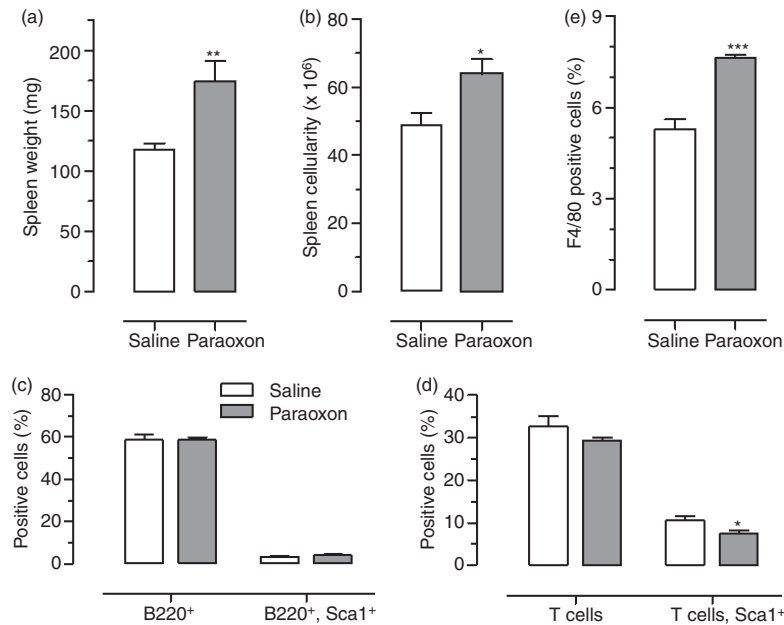 (a)
Spleen weight (mg)
200
150
100
50
0
**
Saline Paraoxon
(b)
Spleen cellularity (x 10⁶)
80
60
40
20
0
*
Saline Paraoxon
(e)
F4/80 positive cells (%)
9
6
3
0
***
Saline Paraoxon
(c)
Positive cells (%)
80
60
40
20
0
Saline
Paraoxon
B220⁺
B220⁺, Sca1⁺
(d)
Positive cells (%)
40
30
20
10
0
*
T cells
T cells, Sca1⁺